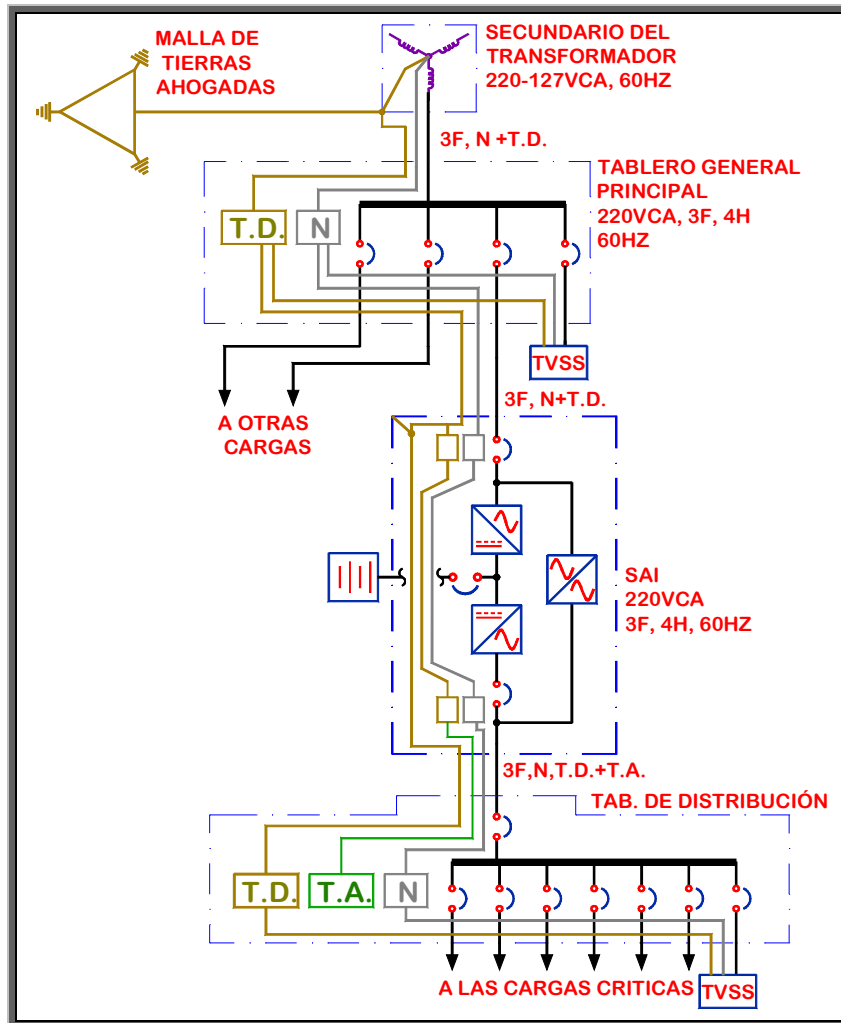 MALLA DE
TIERRAS
AHOGADAS
SECUNDARIO DEL
TRANSFORMADOR
220-127VCA, 60HZ
3F, N +T.D.
TABLERO GENERAL
PRINCIPAL
220VCA, 3F, 4H
60HZ
T.D.
N
TVSS
A OTRAS
CARGAS
3F, N+T.D.
SAI
220VCA
3F, 4H, 60HZ
3F,N,T.D.+T.A.
TAB. DE DISTRIBUCIÓN
T.D.
T.A.
N
A LAS CARGAS CRITICAS
TVSS